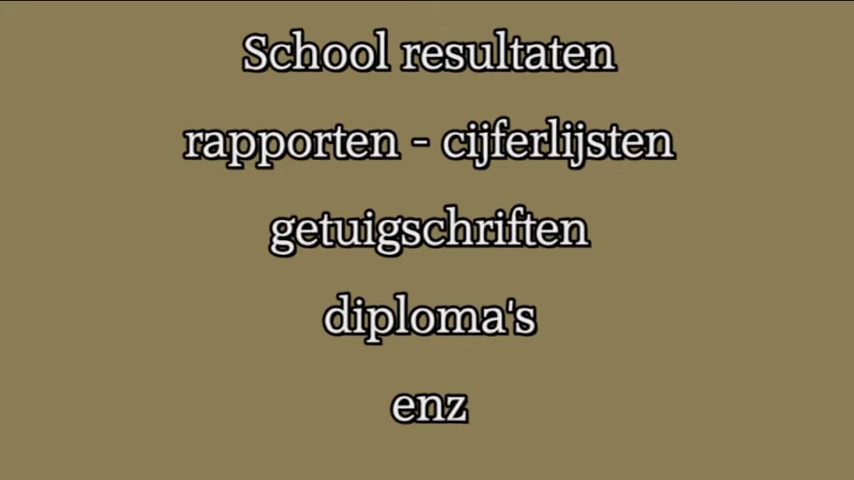 School resultaten
rapporten - cijferlijsten
getuigschriften
diploma's
enz